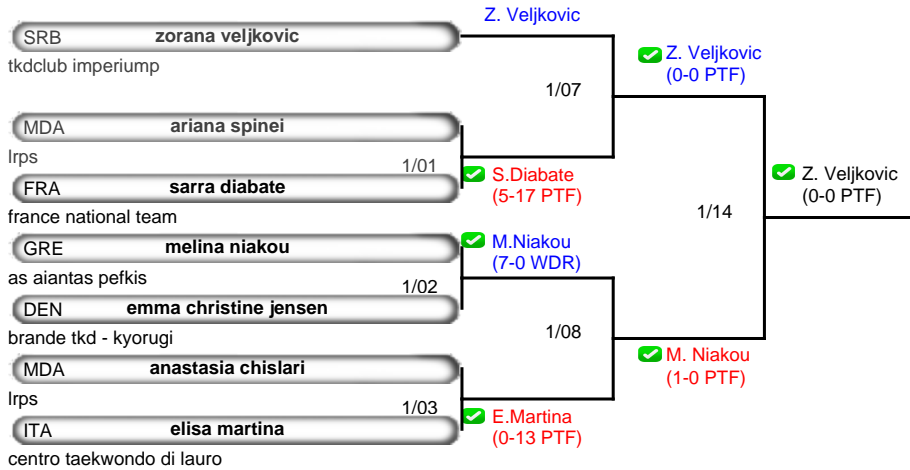 Z. Veljkovic
SRB zorana veljkovic
tkdclub imperiump
Z. Veljkovic
(0-0 PTF)
1/07
MDA ariana spinei
lrps
1/01
FRA sarra diabate
france national team
S.Diabate
(5-17 PTF)
Z. Veljkovic
(0-0 PTF)
1/14
GRE melina niakou
as aiantas pefkis
M.Niakou
(7-0 WDR)
1/02
DEN emma christine jensen
brande tkd - kyorugi
1/08
M. Niakou
(1-0 PTF)
MDA anastasia chislari
lrps
1/03
ITA elisa martina
centro taekwondo di lauro
E.Martina
(0-13 PTF)